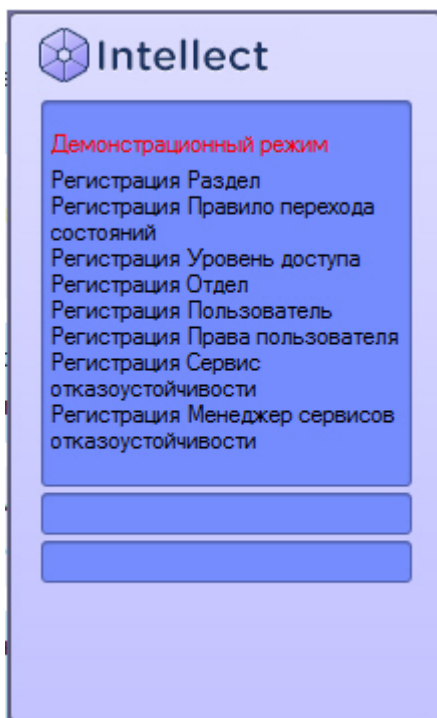 Intellect
Демонстрационный режим
Регистрация Раздел
Регистрация Правило перехода
состояний
Регистрация Уровень доступа
Регистрация Отдел
Регистрация Пользователь
Регистрация Права пользователя
Регистрация Сервис
отказоустойчивости
Регистрация Менеджер сервисов
отказоустойчивости